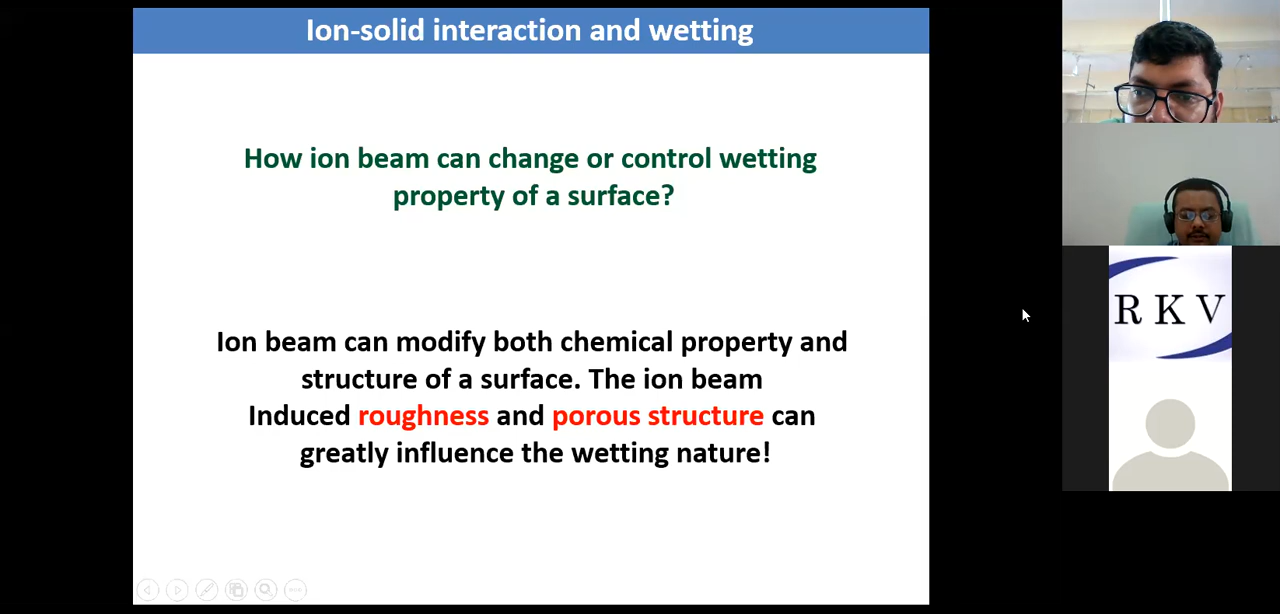 Ion-solid interaction and wetting
How ion beam can change or control wetting
property of a surface?
Ion beam can modify both chemical property and
structure of a surface. The ion beam
Induced roughness and porous structure can
greatly influence the wetting nature!
R K V